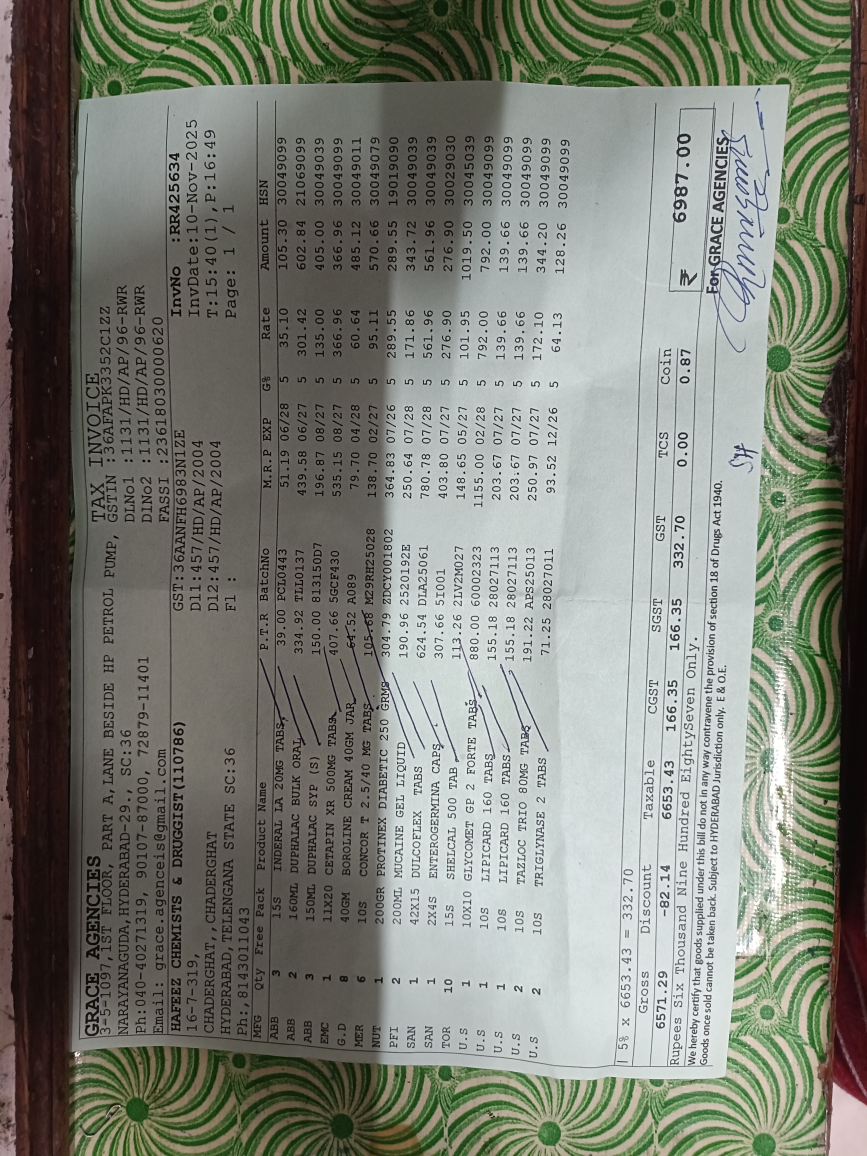 GRACE AGENCIES
3-5-1097,1ST FLOOR, PART A,LANE BESIDE HP PETROL PUMP,
NARAYANAGUDA,HYDERABAD-29., SC:36
Ph:040-40271319, 90107-87000, 72879-11401
Email: grace.agenceis@gmail.com
TAX INVOICE
GSTIN :36AFAPK3352C1ZZ
DLNo1 :1131/HD/AP/96-RWR
DINo2 :1131/HD/AP/96-RWR
FASSI :23618030000620
HAFEEZ CHEMISTS & DRUGGIST(110786)
16-7-319,
CHADERGHAT,,CHADERGHAT
HYDERABAD,TELENGANA STATE SC:36
Ph:,8143011043
GST:36AANFH6983N1ZE
Dl1:457/HD/AP/2004
Dl2:457/HD/AP/2004
Fl :
InvNo :RR425634
InvDate:10-Nov-2025
T:15:40(1),P:16:49
Page: 1 / 1
MFG Qty Free Pack Product Name P.T.R BatchNo M.R.P EXP G% Rate Amount HSN
ABB 3 15S INDERAL LA 20MG TABS 39.00 PCL0443 51.19 06/28 5 35.10 105.30 30049099
ABB 2 160ML DUPHALAC BULK ORAL 334.92 TLL0137 439.58 06/27 5 301.42 602.84 21069099
ABB 3 150ML DUPHALAC SYP (S) 150.00 813150D7 196.87 08/27 5 135.00 405.00 30049039
EMC 1 11X20 CETAPIN XR 500MG TABS 407.66 5GCF430 535.15 08/27 5 366.96 366.96 30049099
G.D 8 40GM BOROLINE CREAM 40GM JAR 64.52 A089 79.70 04/28 5 60.64 485.12 30049011
MER 6 10S CONCOR T 2.5/40 MG TABS 105.68 M29RH25028 138.70 02/27 5 95.11 570.66 30049079
NUT 1 200GR PROTINEX DIABETIC 250 GRMS 304.79 ZDCY001802 364.83 07/26 5 289.55 289.55 19019090
PFI 2 200ML MUCAINE GEL LIQUID 190.96 2520192E 250.64 07/28 5 171.86 343.72 30049039
SAN 1 42X15 DULCOFLEX TABS 624.54 DLA25061 780.78 07/28 5 561.96 561.96 30049039
SAN 1 2X4S ENTEROGERMINA CAPS 307.66 5I001 403.80 07/27 5 276.90 276.90 30029030
TOR 10 15S SHELCAL 500 TAB 113.26 2LV2M027 148.65 05/27 5 101.95 1019.50 30045039
U.S 1 10X10 GLYCOMET GP 2 FORTE TABS 880.00 60002323 1155.00 02/28 5 792.00 792.00 30049099
U.S 1 10S LIPICARD 160 TABS 155.18 28027113 203.67 07/27 5 139.66 139.66 30049099
U.S 1 10S LIPICARD 160 TABS 155.18 28027113 203.67 07/27 5 139.66 139.66 30049099
U.S 2 10S TAZLOC TRIO 80MG TABS 191.22 APS25013 250.97 07/27 5 172.10 344.20 30049099
U.S 2 10S TRIGLYNASE 2 TABS 71.25 28027011 93.52 12/26 5 64.13 128.26 30049099
| 5% x 6653.43 = 332.70
Gross Discount Taxable CGST SGST GST TCS Coin
6571.29 -82.14 6653.43 166.35 166.35 332.70 0.00 0.87
₹ 6987.00
Rupees Six Thousand Nine Hundred EightySeven Only.
We hereby certify that goods supplied under this bill do not in any way contravene the provision of section 18 of Drugs Act 1940.
Goods once sold cannot be taken back. Subject to HYDERABAD Jurisdiction only. E & O.E.
For GRACE AGENCIES